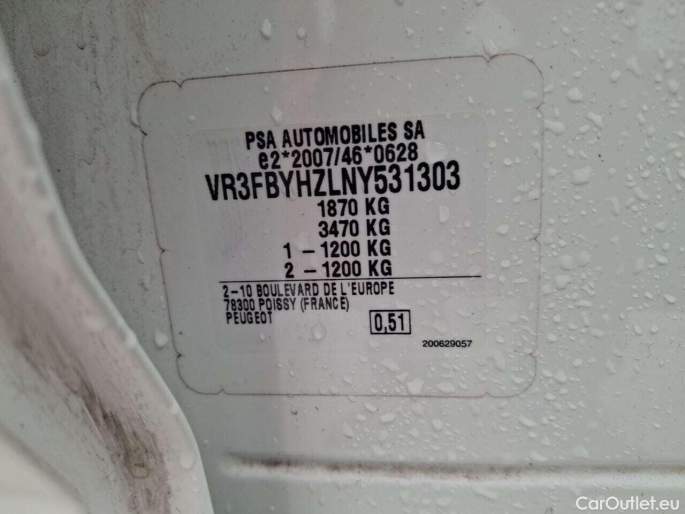 PSA AUTOMOBILES SA
e2*2007/46*0628
VR3FBYHZLNY531303
1870 KG
3470 KG
1 – 1200 KG
2 – 1200 KG
2–10 BOULEVARD DE L'EUROPE
78300 POISSY (FRANCE)
PEUGEOT
0,51
200629057
CarOutlet.eu